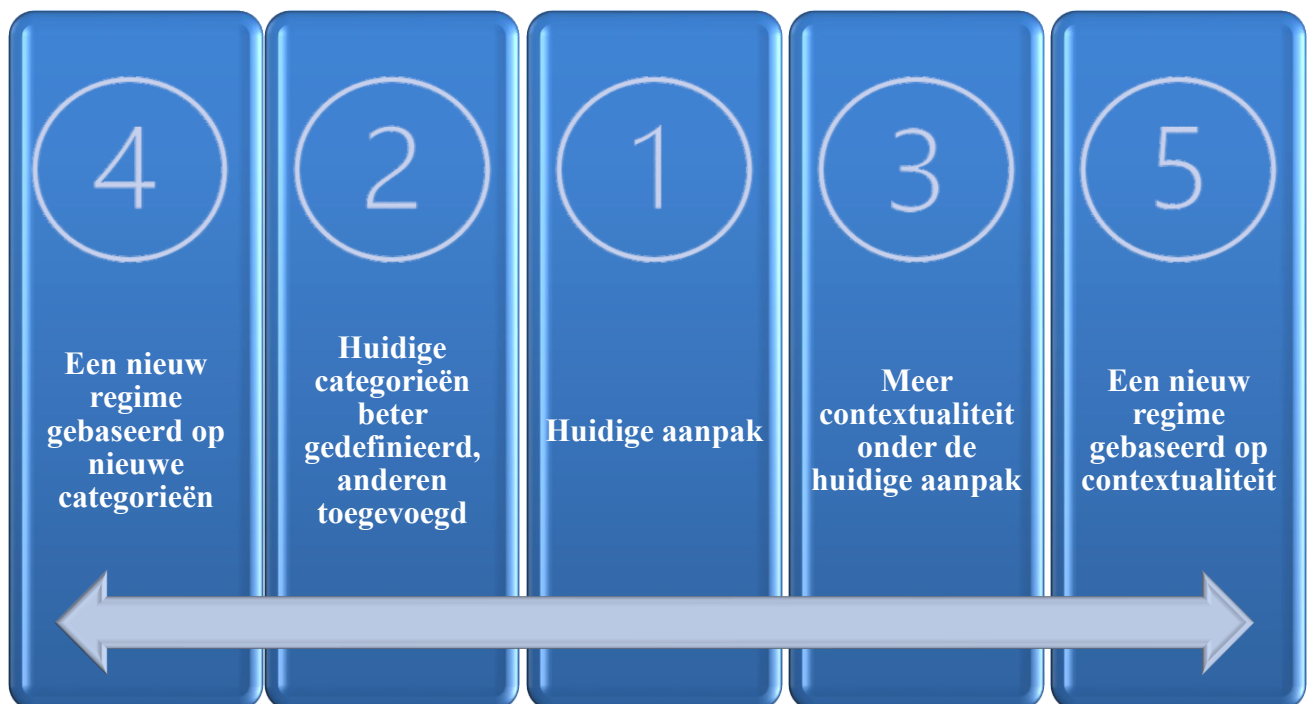 4
Een nieuw
regime
gebaseerd op
nieuwe
categorieën
2
Huidige
categorieën
beter
gedefinieerd,
anderen
toegevoegd
1
Huidige aanpak
3
Meer
contextualiteit
onder de
huidige aanpak
5
Een nieuw
regime
gebaseerd op
contextualiteit